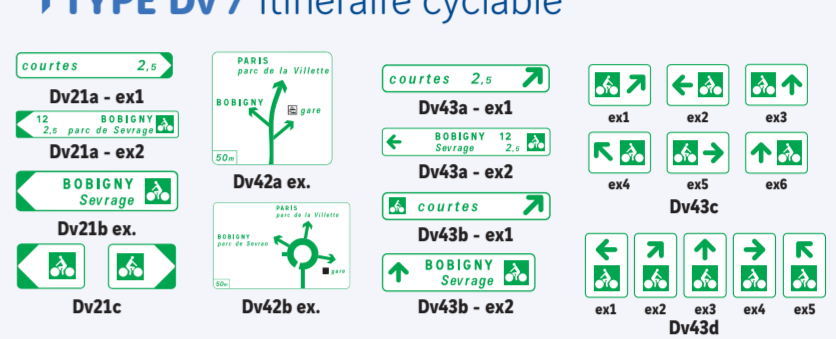 TYPE Dv / Itinéraire cyclable
courtes 2,5
Dv21a - ex1
12 BOBIGNY
2,5 parc de Sevrage
Dv21a - ex2
BOBIGNY
Sevrage
Dv21b ex.
Dv21c
PARIS
parc de la Villette
BOBIGNY
gare
50m
Dv42a ex.
PARIS
parc de la Villette
BOBIGNY
parc de Sevran
gare
50m
Dv42b ex.
courtes 2,5
Dv43a - ex1
BOBIGNY 12
Sevrage 2,5
Dv43a - ex2
courtes
Dv43b - ex1
BOBIGNY
Sevrage
Dv43b - ex2
ex1 ex2 ex3
ex4 ex5 ex6
Dv43c
ex1 ex2 ex3 ex4 ex5
Dv43d